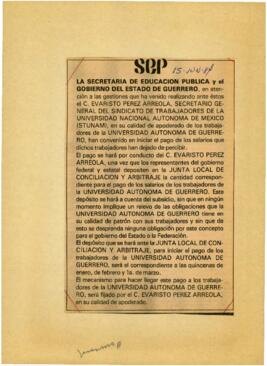 sep
15-JUN-84
LA SECRETARIA DE EDUCACION PUBLICA y el
GOBIERNO DEL ESTADO DE GUERRERO, en aten-
ción a las gestiones que ha venido realizando ante éstos
el C. EVARISTO PEREZ ARREOLA, SECRETARIO GE-
NERAL DEL SINDICATO DE TRABAJADORES DE LA
UNIVERSIDAD NACIONAL AUTONOMA DE MEXICO
(STUNAM), en su calidad de apoderado de los trabaja-
dores de la UNIVERSIDAD AUTONOMA DE GUERRE-
RO, han convenido en iniciar el pago de los salarios que
dichos trabajadores han dejado de percibir.
El pago se hará por conducto del C. EVARISTO PEREZ
ARREOLA, una vez que los representantes del gobierno
federal y estatal depositen en la JUNTA LOCAL DE
CONCILIACION Y ARBITRAJE la cantidad correspon-
diente para el pago de los salarios de los trabajadores
de la UNIVERSIDAD AUTONOMA DE GUERRERO. Este
depósito se hará a cuenta del subsidio, sin que en ningún
momento implique un relevo de las obligaciones que la
UNIVERSIDAD AUTONOMA DE GUERRERO tiene en
su calidad de patrón con sus trabajadores y sin que de
esto se desprenda ninguna obligación por este concepto
para el gobierno del Estado o la Federación.
El depósito que se hará ante la JUNTA LOCAL DE CON-
CILIACION Y ARBITRAJE, para iniciar el pago de los
trabajadores de la UNIVERSIDAD AUTONOMA DE
GUERRERO, será el correspondiente a las quincenas de
enero, de febrero y 1a. de marzo.
El mecanismo para hacer llegar este pago a los trabaja-
dores de la UNIVERSIDAD AUTONOMA DE GUERRE-
RO, será fijado por el C. EVARISTO PEREZ ARREOLA,
en su calidad de apoderado.